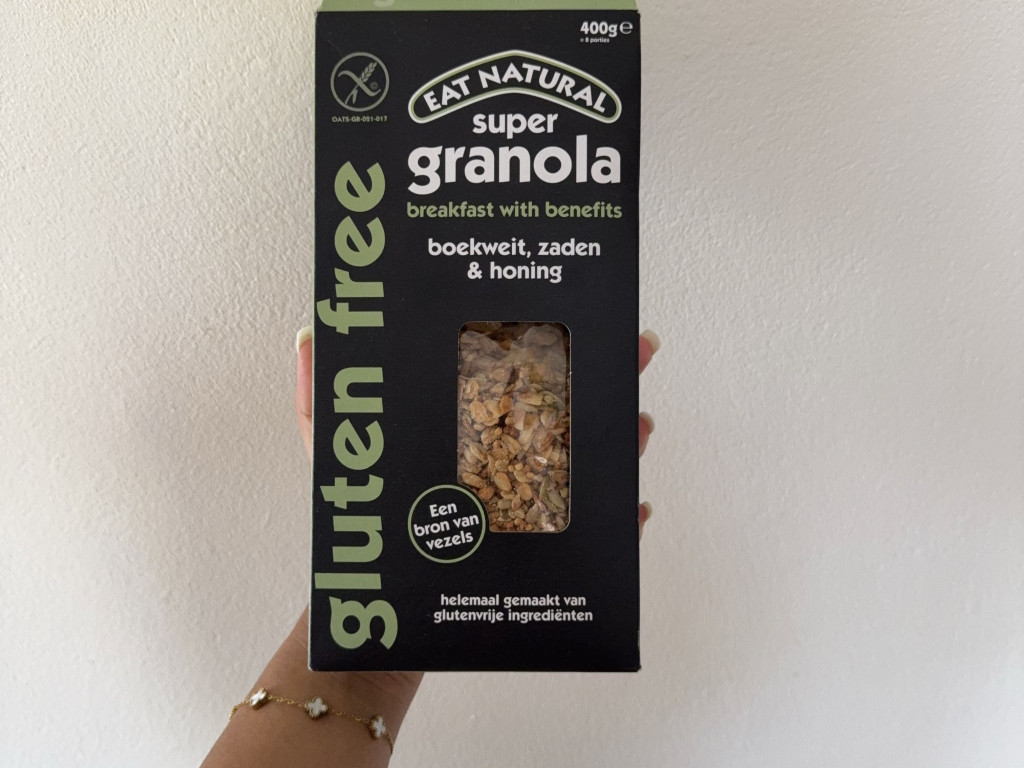 400g e
= 8 porties
OATS-GB-021-017
EAT NATURAL
super
granola
breakfast with benefits
boekweit, zaden
& honing
gluten free
Een
bron van
vezels
helemaal gemaakt van
glutenvrije ingrediënten